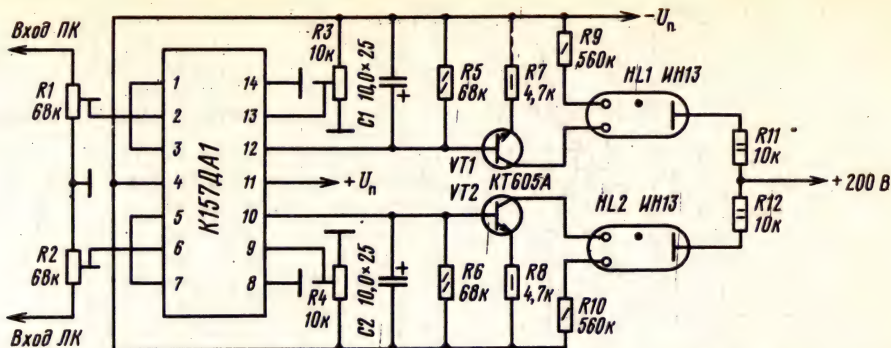 Вход ПК
R1
68к
R2
68к
Вход ЛК
1
2
3
4
5
6
7
К157ДА1
14
13
12
11
10
9
8
R3
10к
C1 10,0×25
+
+Uп
R4
10к
C2 10,0×25
+
R5
68к
R6
68к
R7
4,7к
R8
4,7к
VT1
VT2
КТ605А
−Uп
R9
560к
R10
560к
HL1 ИН13
HL2 ИН13
R11
10к
R12
10к
+200 В